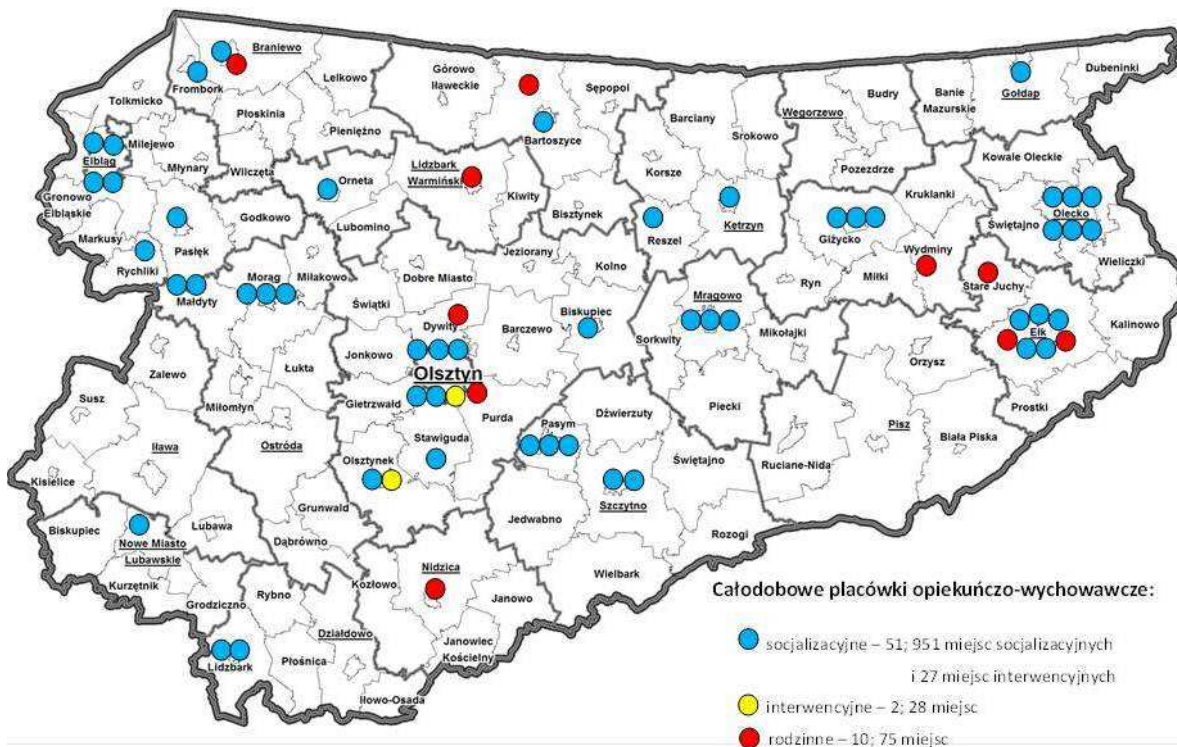 Braniewo
Frombork
Lelkowo
Górowo
Iławeckie
Sępopol
Gołdap
Dubeninki
Budry
Banie
Mazurskie
Węgorzewo
Tolkmicko
Płoskinia
Pieniężno
Bartoszyce
Barciany
Srokowo
Milejewo
Elbląg
Młynary
Wilczęta
Orneta
Lidzbark
Warmiński
Kiwity
Korsze
Pozezdrze
Kowale Oleckie
Kruklanki
Gronowo
Elbląskie
Godkowo
Lubomino
Bisztynek
Reszel
Kętrzyn
Giżycko
Świętajno
Olecko
Markusy
Pasłęk
Rychliki
Jeziorany
Kolno
Wydminy
Wieliczki
Małdyty
Morąg
Miłakowo
Dobre Miasto
Świątki
Ryn
Miłki
Stare Juchy
Mrągowo
Dywity
Barczewo
Biskupiec
Sorkwity
Mikołajki
Ełk
Kalinowo
Jonkowo
Orzysz
Zalewo
Łukta
Olsztyn
Susz
Miłomłyn
Gietrzwałd
Purda
Dźwierzuty
Piecki
Prostki
Pasym
Pisz
Biała Piska
Iława
Ostróda
Stawiguda
Olsztynek
Świętajno
Ruciane-Nida
Kisielice
Szczytno
Grunwald
Jedwabno
Biskupiec
Lubawa
Nowe Miasto
Lubawskie
Dąbrówno
Rozogi
Kurzętnik
Kozłowo
Nidzica
Wielbark
Grodziczno
Rybno
Janowo
Działdowo
Janowiec
Kościelny
Lidzbark
Płośnica
Iłowo-Osada
Całodobowe placówki opiekuńczo-wychowawcze:
socjalizacyjne – 51; 951 miejsc socjalizacyjnych
i 27 miejsc interwencyjnych
interwencyjne – 2; 28 miejsc
rodzinne – 10; 75 miejsc